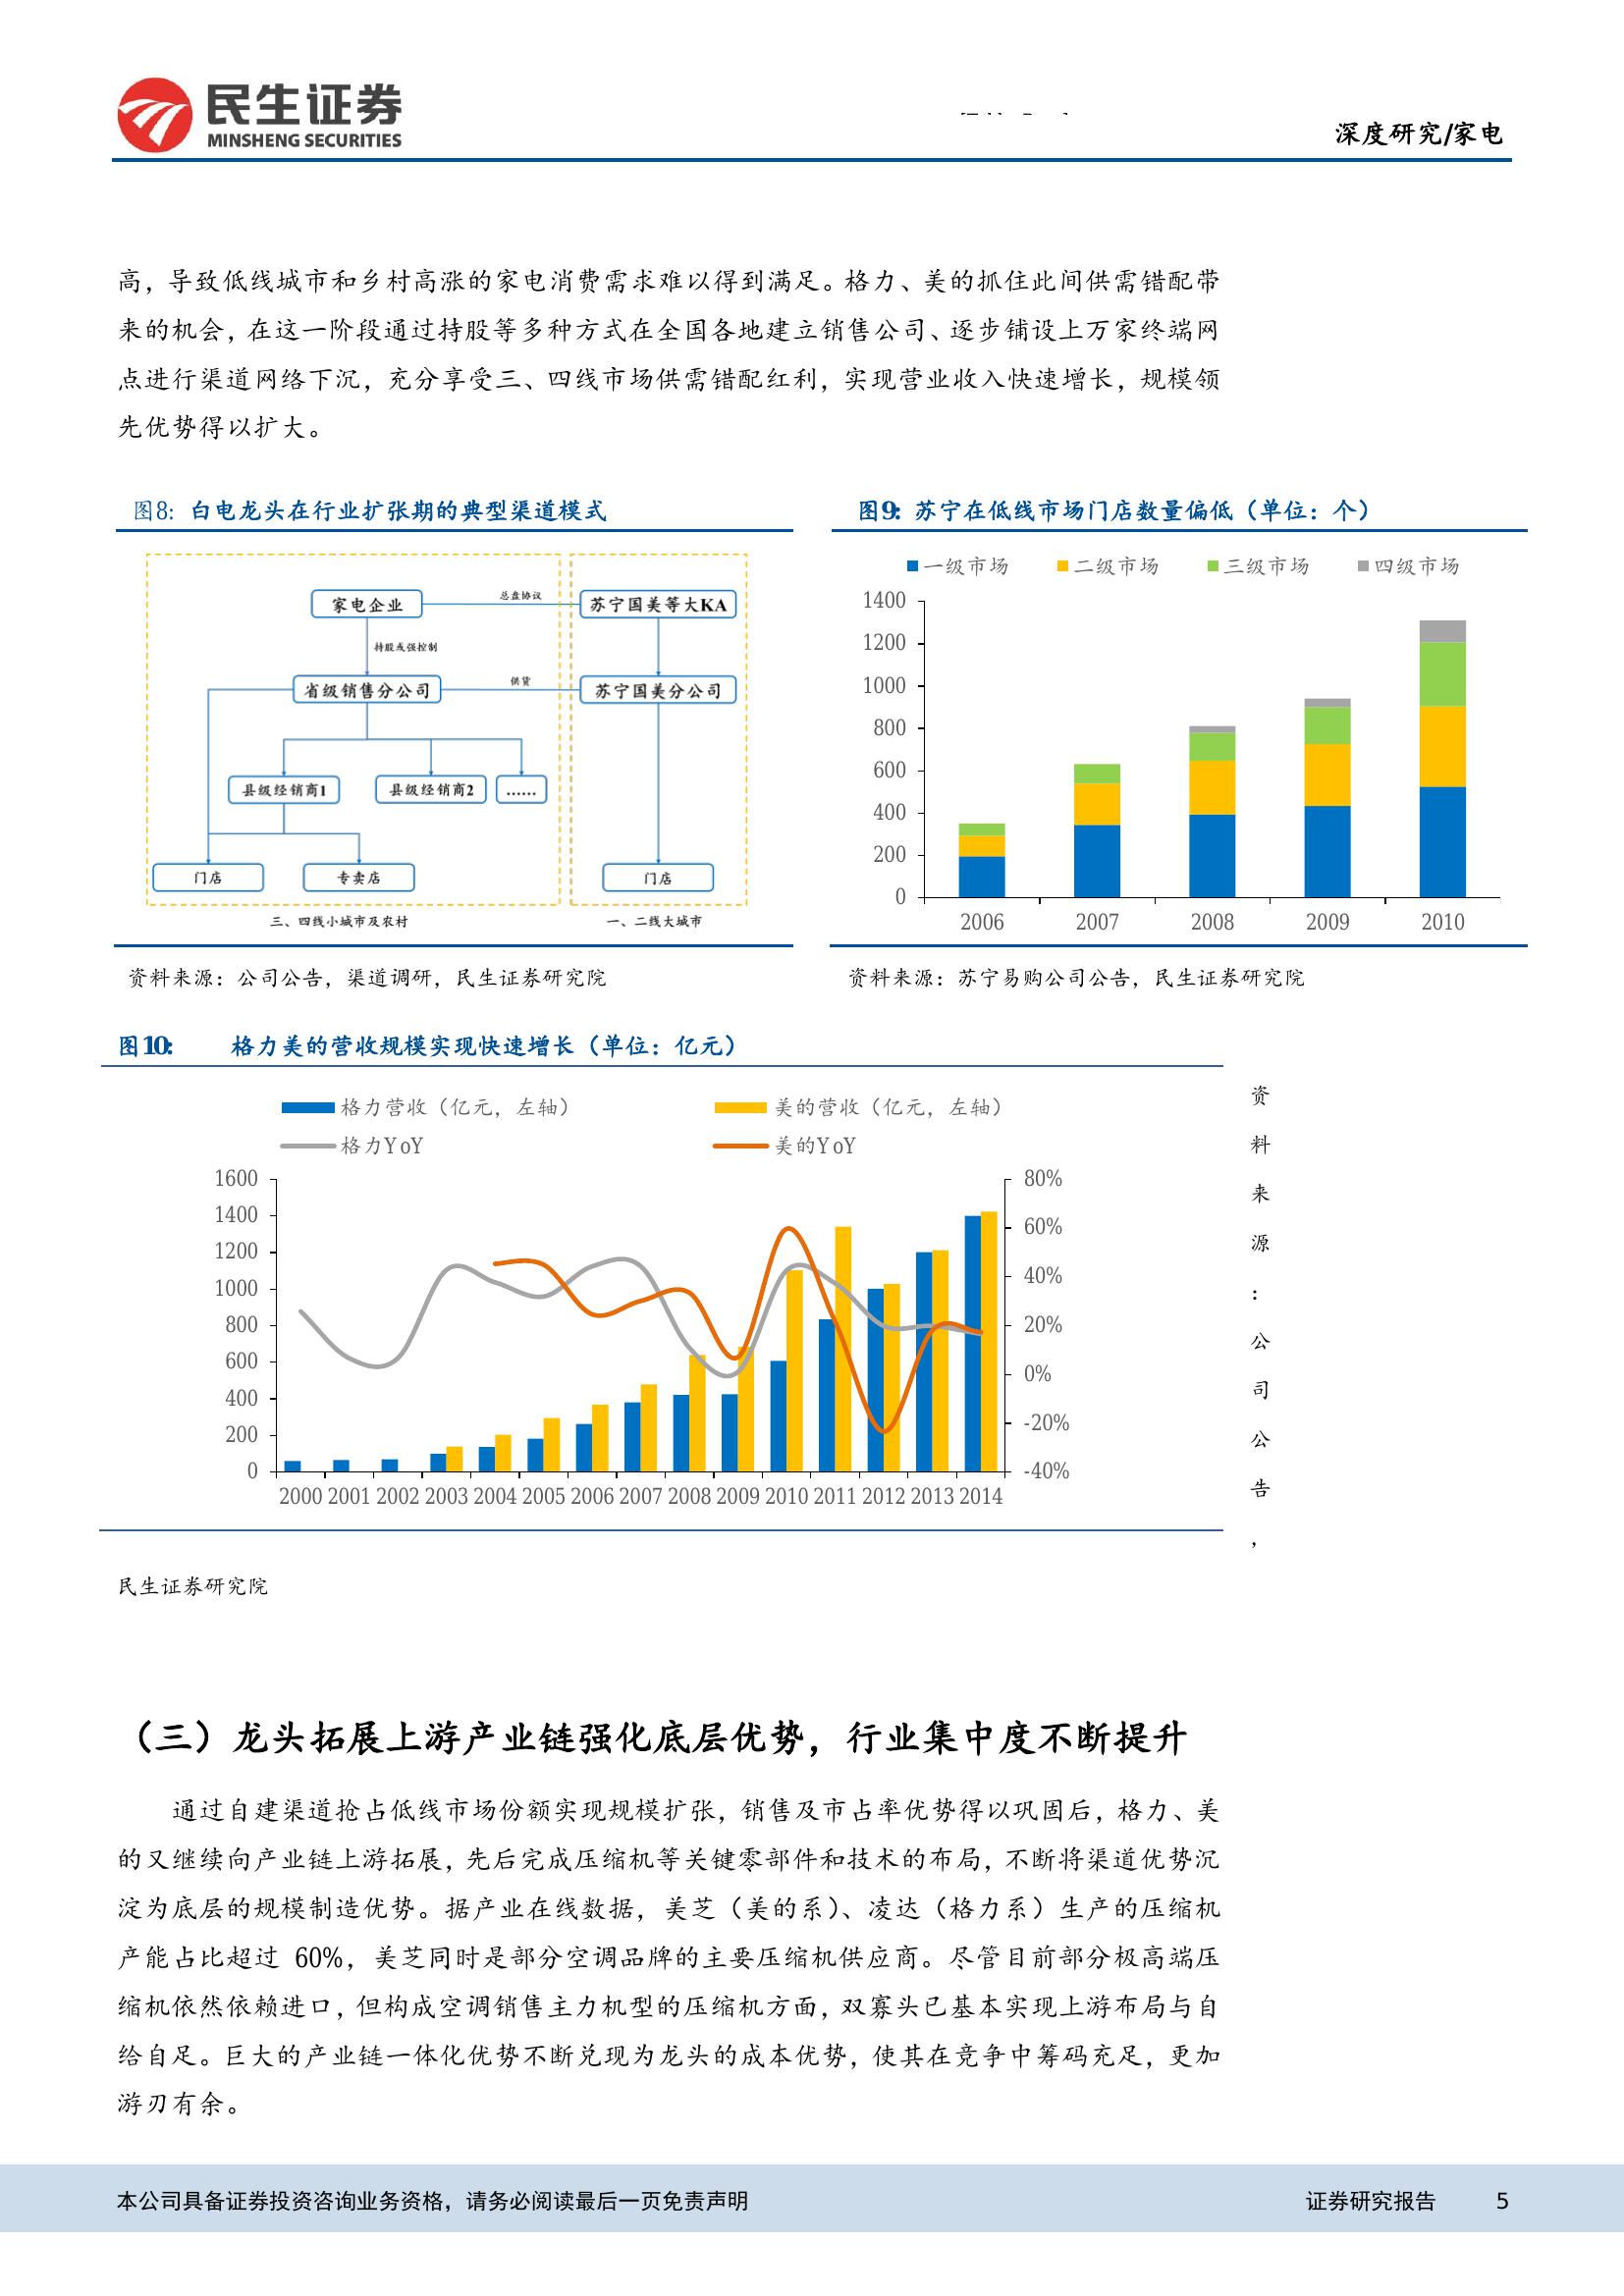 民生证券
MINSHENG SECURITIES
深度研究/家电
高，导致低线城市和乡村高涨的家电消费需求难以得到满足。格力、美的抓住此间供需错配带
来的机会，在这一阶段通过持股等多种方式在全国各地建立销售公司、逐步铺设上万家终端网
点进行渠道网络下沉，充分享受三、四线市场供需错配红利，实现营业收入快速增长，规模领
先优势得以扩大。
图8：白电龙头在行业扩张期的典型渠道模式
家电企业
总盘协议
苏宁国美等大KA
持股或强控制
省级销售分公司
供货
苏宁国美分公司
县级经销商1
县级经销商2
……
门店
专卖店
门店
三、四线小城市及农村
一、二线大城市
资料来源：公司公告，渠道调研，民生证券研究院
图9：苏宁在低线市场门店数量偏低（单位：个）
一级市场 二级市场 三级市场 四级市场
1400
1200
1000
800
600
400
200
0
2006 2007 2008 2009 2010
资料来源：苏宁易购公司公告，民生证券研究院
图10： 格力美的营收规模实现快速增长（单位：亿元）
格力营收（亿元，左轴） 美的营收（亿元，左轴）
格力YoY 美的YoY
1600
1400
1200
1000
800
600
400
200
0
80%
60%
40%
20%
0%
-20%
-40%
2000 2001 2002 2003 2004 2005 2006 2007 2008 2009 2010 2011 2012 2013 2014
资
料
来
源
：
公
司
公
告
，
民生证券研究院
（三）龙头拓展上游产业链强化底层优势，行业集中度不断提升
通过自建渠道抢占低线市场份额实现规模扩张，销售及市占率优势得以巩固后，格力、美
的又继续向产业链上游拓展，先后完成压缩机等关键零部件和技术的布局，不断将渠道优势沉
淀为底层的规模制造优势。据产业在线数据，美芝（美的系）、凌达（格力系）生产的压缩机
产能占比超过 60%，美芝同时是部分空调品牌的主要压缩机供应商。尽管目前部分极高端压
缩机依然依赖进口，但构成空调销售主力机型的压缩机方面，双寡头已基本实现上游布局与自
给自足。巨大的产业链一体化优势不断兑现为龙头的成本优势，使其在竞争中筹码充足，更加
游刃有余。
本公司具备证券投资咨询业务资格，请务必阅读最后一页免责声明
证券研究报告 5